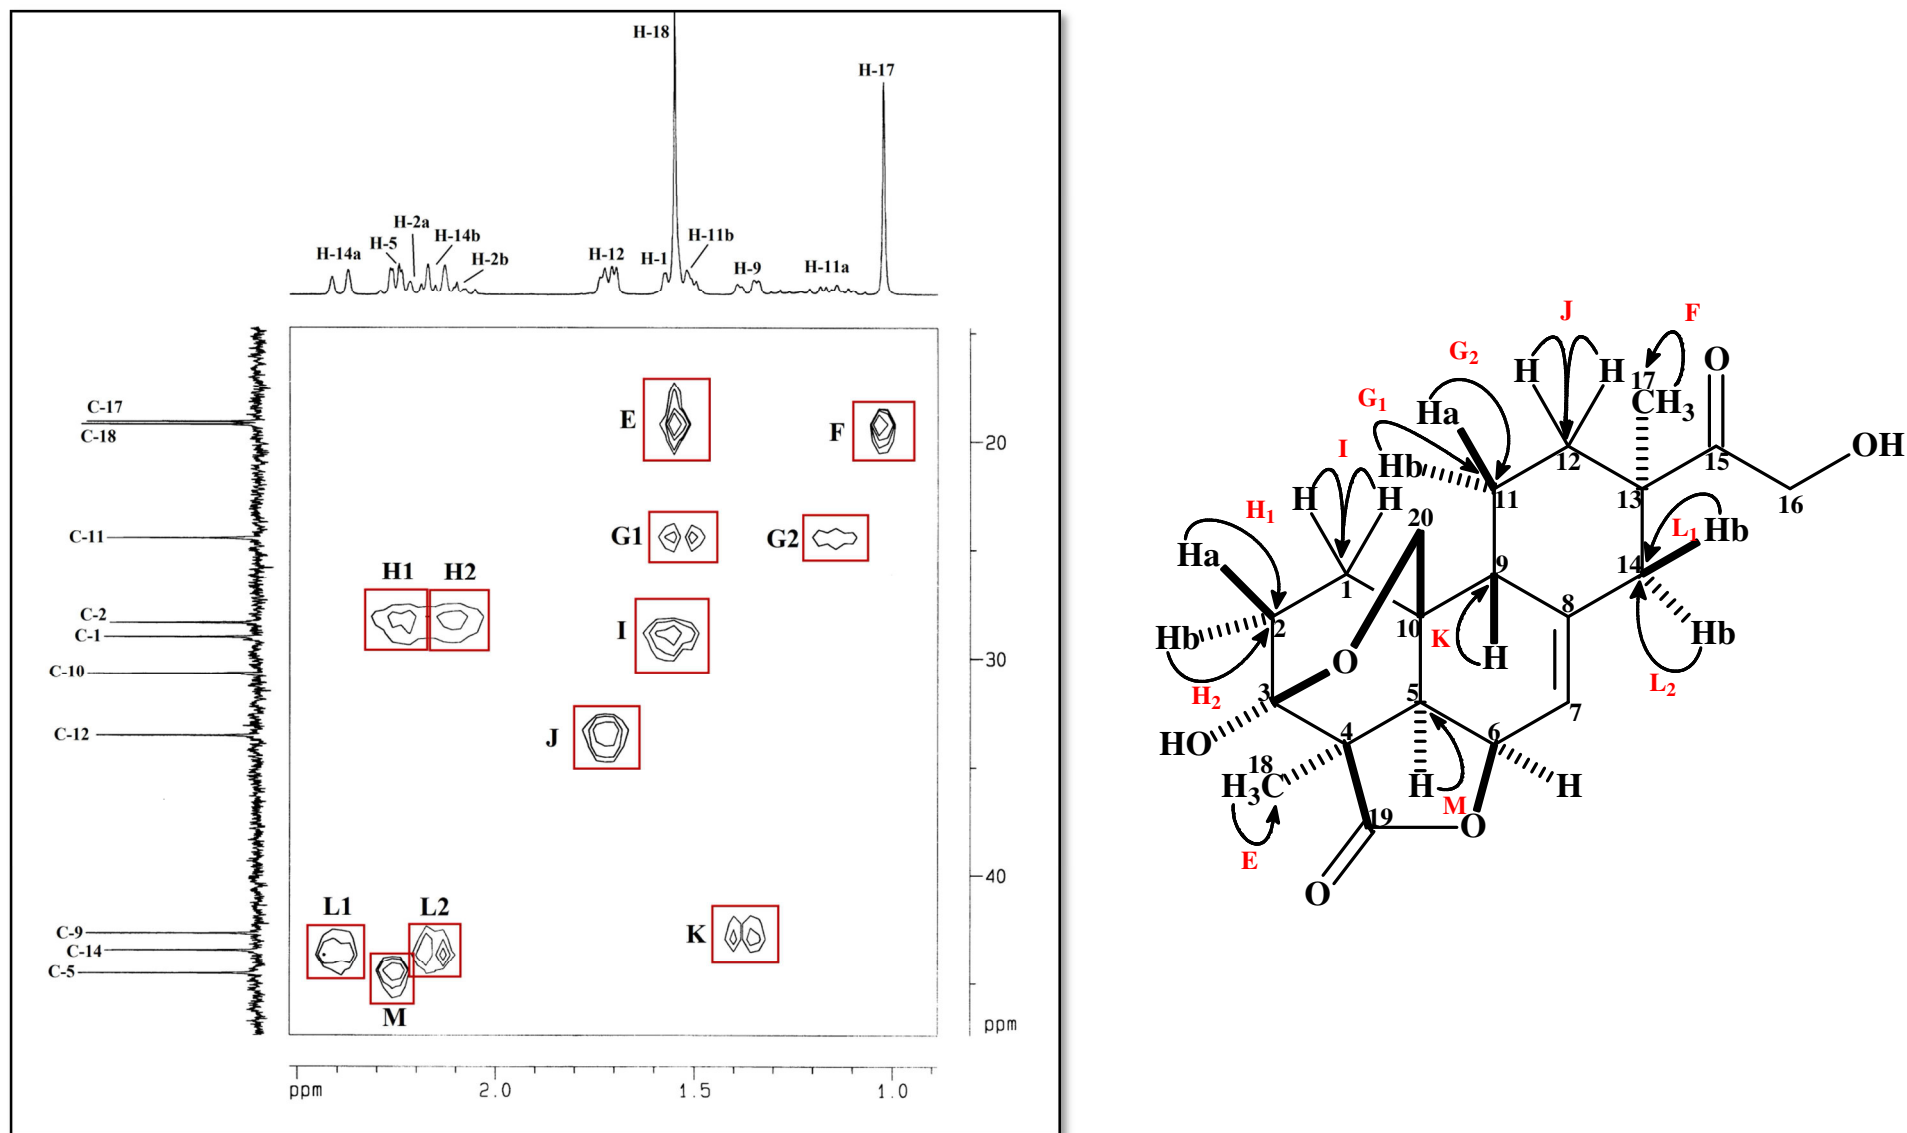 H-18
H-17
H-2a
H-5
H-14b
H-14a
H-2b
H-12
H-1
H-11b
H-9
H-11a
C-17
C-18
C-11
C-2
C-1
C-10
C-12
C-9
C-14
C-5
E
F
G1
G2
H1
H2
I
J
L1
L2
K
M
20
30
40
ppm
ppm
2.0
1.5
1.0
J
F
G2
O
H
H
17
CH3
G1
Ha
I
Hb
12
15
OH
H
H
11
13
16
H1
20
L1
Hb
Ha
1
9
14
8
Hb
2
10
K
H
Hb
O
H2
3
5
L2
7
HO
4
6
18
H3C
H
H
M
19
O
E
O